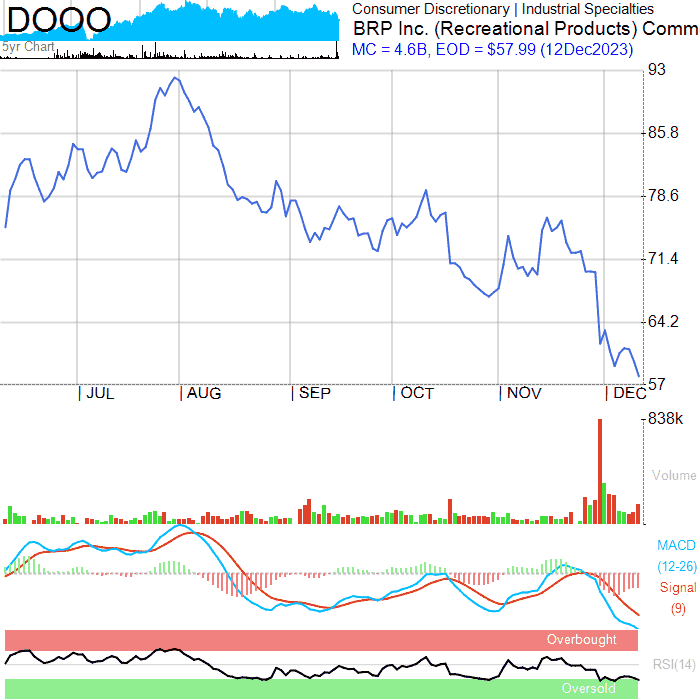 DOOO
5yr Chart
Consumer Discretionary | Industrial Specialties
BRP Inc. (Recreational Products) Comm
MC = 4.6B, EOD = $57.99 (12Dec2023)
93
85.8
78.6
71.4
64.2
57
JUL
AUG
SEP
OCT
NOV
DEC
838k
Volume
MACD
(12-26)
Signal
(9)
Overbought
RSI(14)
Oversold